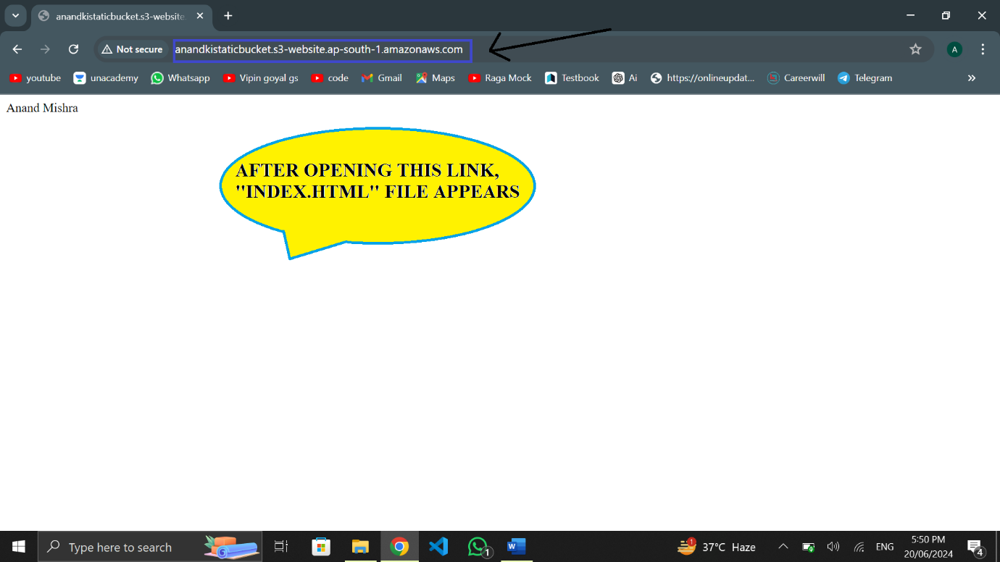 anandkistaticbucket.s3-website.
Not secure
anandkistaticbucket.s3-website.ap-south-1.amazonaws.com
A
youtube unacademy Whatsapp Vipin goyal gs code Gmail Maps Raga Mock Testbook Ai https://onlineupdat... Careerwill Telegram »
Anand Mishra
AFTER OPENING THIS LINK,
"INDEX.HTML" FILE APPEARS
Type here to search
1
W
1
37°C Haze
ENG
5:50 PM
20/06/2024
4